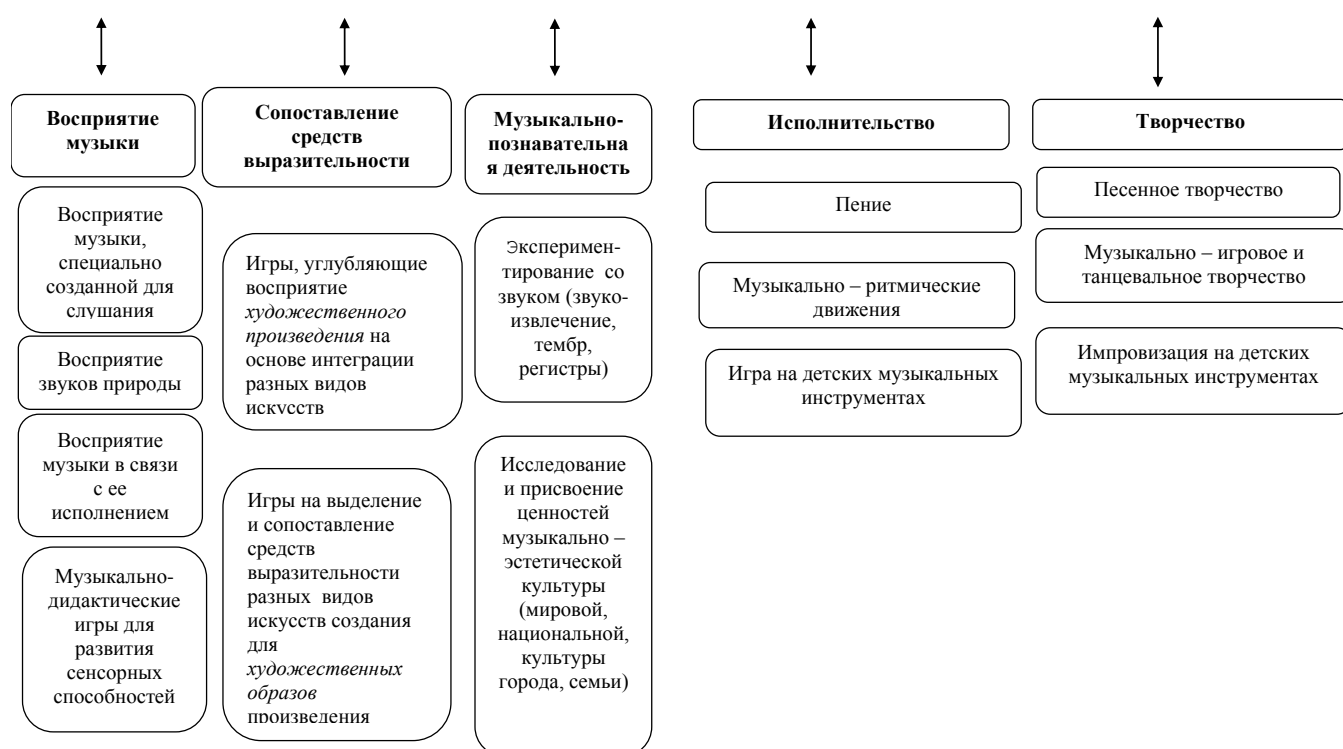 Восприятие
музыки
Восприятие
музыки,
специально
созданной для
слушания
Восприятие
звуков природы
Восприятие
музыки в связи
с ее
исполнением
Музыкально-
дидактические
игры для
развития
сенсорных
способностей
Сопоставление
средств
выразительности
Игры, углубляющие
восприятие
художественного
произведения на
основе интеграции
разных видов
искусств
Игры на выделение
и сопоставление
средств
выразительности
разных видов
искусств создания
для
художественных
образов
произведения
Музыкально-
познавательна
я деятельность
Эксперимен-
тирование со
звуком (звуко-
извлечение,
тембр,
регистры)
Исследование
и присвоение
ценностей
музыкально –
эстетической
культуры
(мировой,
национальной,
культуры
города, семьи)
Исполнительство
Пение
Музыкально – ритмические
движения
Игра на детских музыкальных
инструментах
Творчество
Песенное творчество
Музыкально – игровое и
танцевальное творчество
Импровизация на детских
музыкальных инструментах